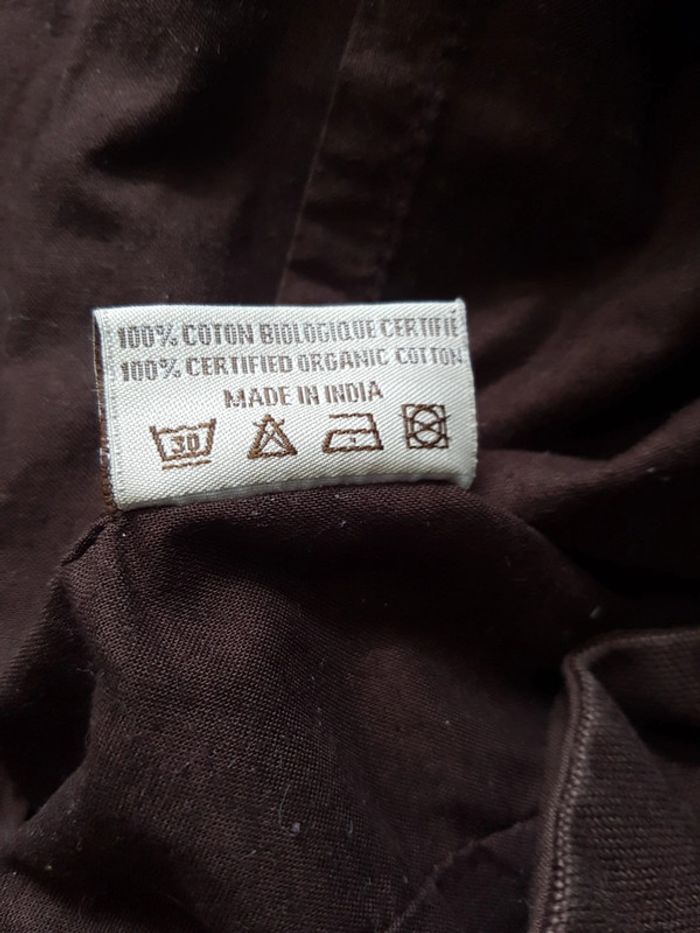 100% COTON BIOLOGIQUE CERTIFIÉ
100% CERTIFIED ORGANIC COTTON
MADE IN INDIA
30